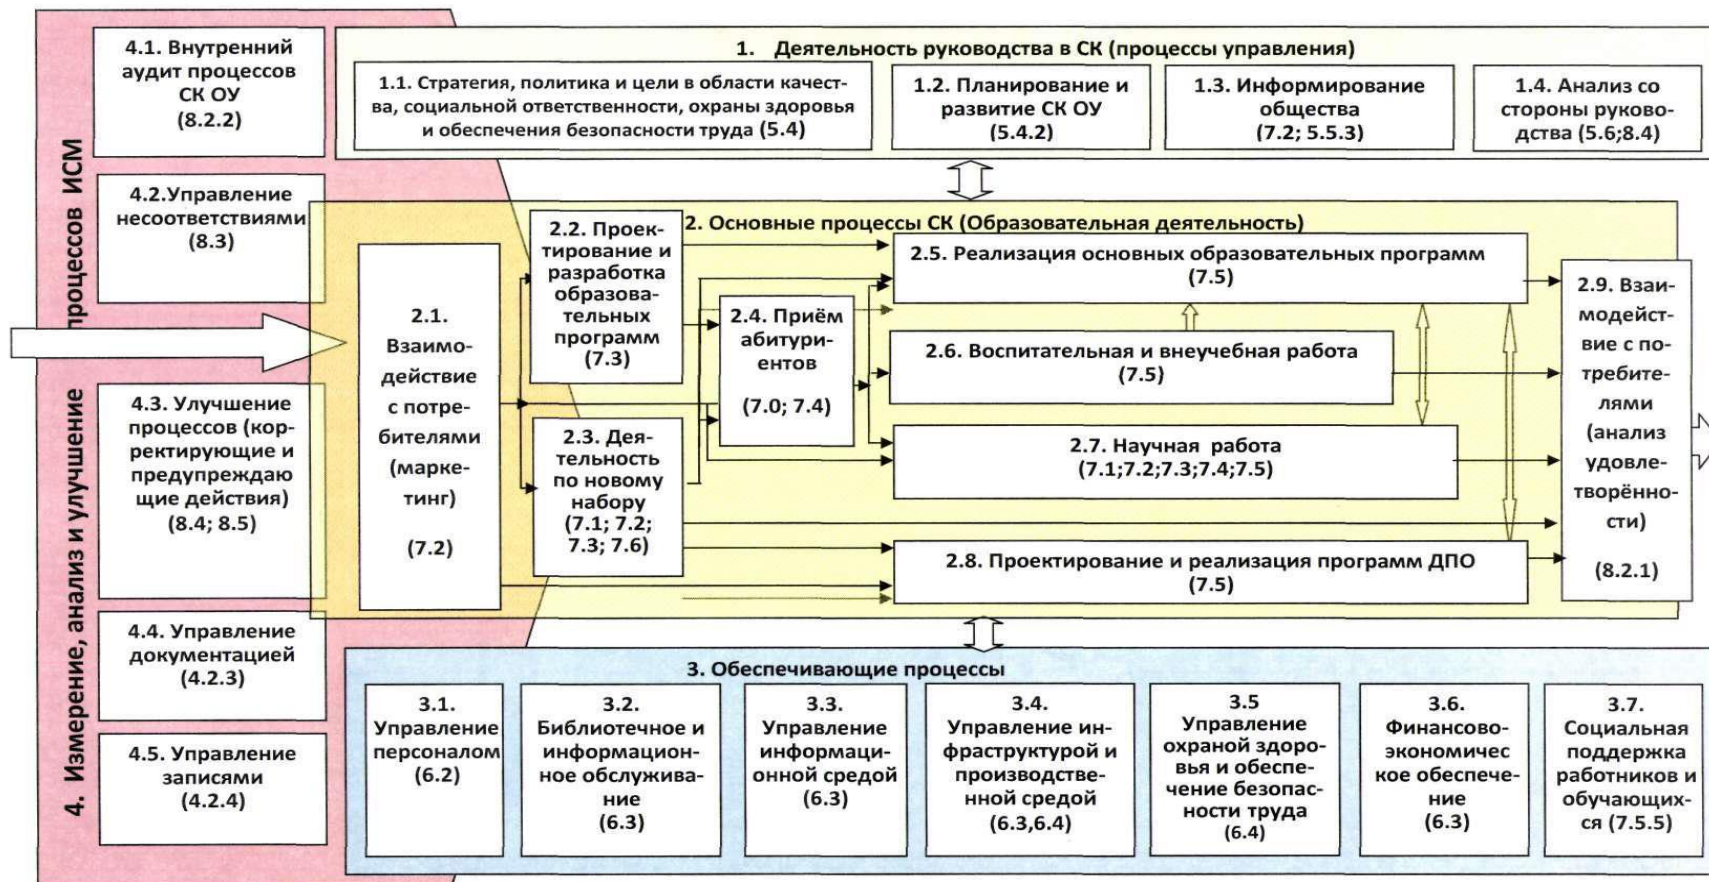 4. Измерение, анализ и улучшение процессов ИСМ
4.1. Внутренний
аудит процессов
СК ОУ
(8.2.2)
4.2.Управление
несоответствиями
(8.3)
4.3. Улучшение
процессов (кор-
ректирующие и
предупреждаю
щие действия)
(8.4; 8.5)
4.4. Управление
документацией
(4.2.3)
4.5. Управление
записями
(4.2.4)
1. Деятельность руководства в СК (процессы управления)
1.1. Стратегия, политика и цели в области качест-
ва, социальной ответственности, охраны здоровья
и обеспечения безопасности труда (5.4)
1.2. Планирование и
развитие СК ОУ
(5.4.2)
1.3. Информирование
общества
(7.2; 5.5.3)
1.4. Анализ со
стороны руково-
дства (5.6;8.4)
2. Основные процессы СК (Образовательная деятельность)
2.1.
Взаимо-
действие
с потре-
бителями
(марке-
тинг)
(7.2)
2.2. Проек-
тирование и
разработка
образова-
тельных
программ
(7.3)
2.3. Дея-
тельность
по новому
набору
(7.1; 7.2;
7.3; 7.6)
2.4. Приём
абитури-
ентов
(7.0; 7.4)
2.5. Реализация основных образовательных программ
(7.5)
2.6. Воспитательная и внеучебная работа
(7.5)
2.7. Научная работа
(7.1;7.2;7.3;7.4;7.5)
2.8. Проектирование и реализация программ ДПО
(7.5)
2.9. Взаи-
модейст-
вие с по-
требите-
лями
(анализ
удовле-
творённо-
сти)
(8.2.1)
3. Обеспечивающие процессы
3.1.
Управление
персоналом
(6.2)
3.2.
Библиотечное и
информацион-
ное обслужива-
ние
(6.3)
3.3.
Управление
информаци-
онной средой
(6.3)
3.4.
Управление ин-
фраструктурой и
производстве-
нной средой
(6.3,6.4)
3.5
Управление
охраной здоро-
вья и обеспе-
чение безопас-
ности труда
(6.4)
3.6.
Финансово-
экономичес
кое обеспече-
ние
(6.3)
3.7.
Социальная
поддержка
работников и
обучающих-
ся (7.5.5)